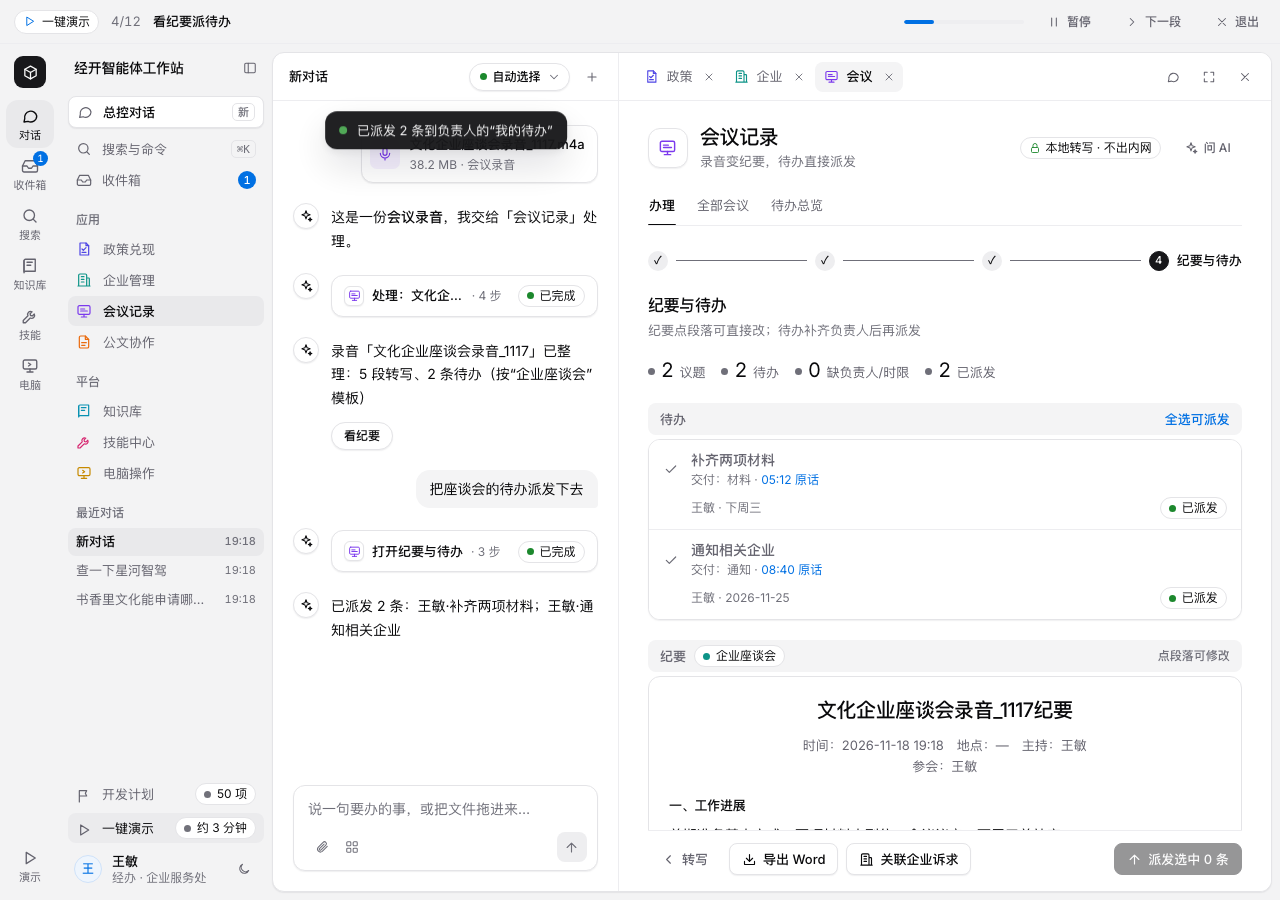 一键演示 4/12 看纪要派待办
暂停 下一段 退出
对话
1
收件箱
搜索
知识库
技能
电脑
演示
经开智能体工作站
总控对话 新
搜索与命令 ⌘K
收件箱 1
应用
政策兑现
企业管理
会议记录
公文协作
平台
知识库
技能中心
电脑操作
最近对话
新对话 19:18
查一下星河智驾 19:18
书香里文化能申请哪... 19:18
开发计划 50 项
一键演示 约 3 分钟
王 王敏
经办 · 企业服务处
新对话 自动选择
已派发 2 条到负责人的“我的待办”
38.2 MB · 会议录音
这是一份会议录音，我交给「会议记录」处
理。
处理：文化企... · 4 步 已完成
录音「文化企业座谈会录音_1117」已整
理：5 段转写、2 条待办（按“企业座谈会”
模板）
看纪要
把座谈会的待办派发下去
打开纪要与待办 · 3 步 已完成
已派发 2 条：王敏·补齐两项材料；王敏·通
知相关企业
说一句要办的事，或把文件拖进来...
政策 企业 会议
会议记录
录音变纪要，待办直接派发
本地转写 · 不出内网 问 AI
办理 全部会议 待办总览
4 纪要与待办
纪要与待办
纪要点段落可直接改；待办补齐负责人后再派发
2 议题 2 待办 0 缺负责人/时限 2 已派发
待办 全选可派发
补齐两项材料
交付：材料 · 05:12 原话
王敏 · 下周三 已派发
通知相关企业
交付：通知 · 08:40 原话
王敏 · 2026-11-25 已派发
纪要 企业座谈会 点段落可修改
文化企业座谈会录音_1117纪要
时间：2026-11-18 19:18 地点：— 主持：王敏
参会：王敏
一、工作进展
转写 导出 Word 关联企业诉求 派发选中 0 条